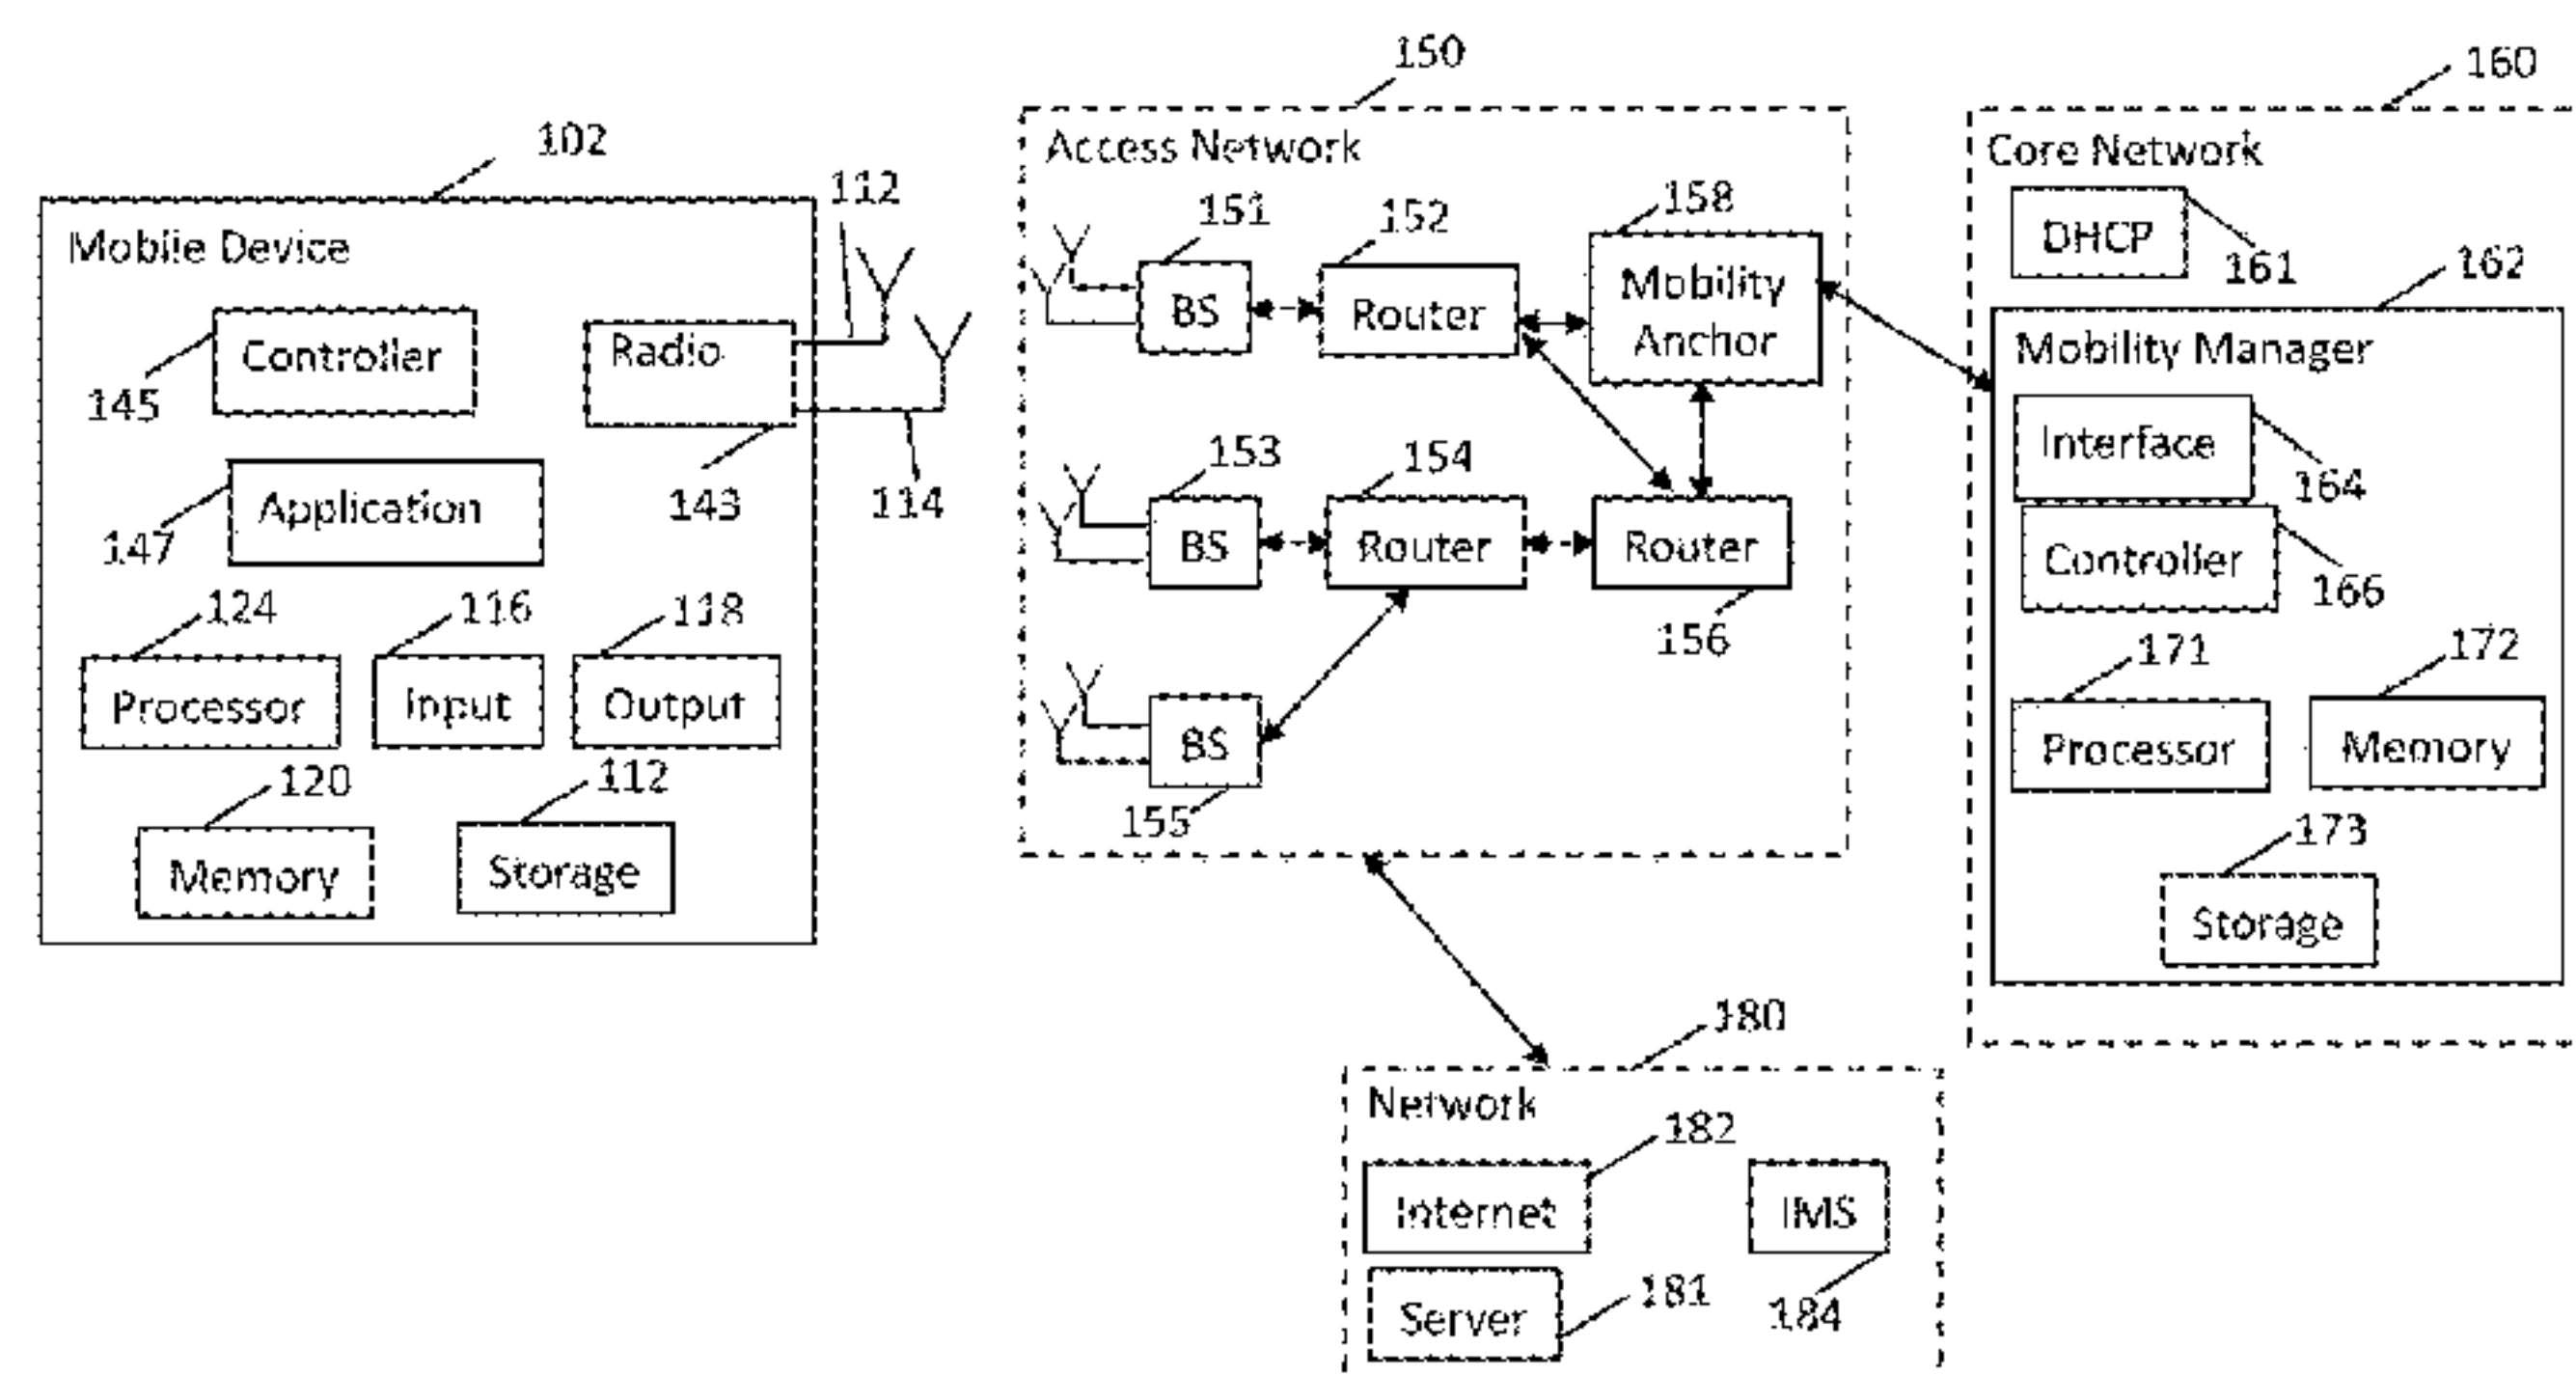 102
Mobile Device
Controller
145
Radio
143
112
114
Application
147
124
Processor
116
Input
118
Output
120
Memory
112
Storage
150
Access Network
151
BS
152
Router
158
Mobility
Anchor
153
BS
154
Router
Router
156
BS
155
160
Core Network
DHCP
161
162
Mobility Manager
Interface
164
Controller
166
171
Processor
172
Memory
173
Storage
180
Network
182
Internet
IMS
184
Server
181